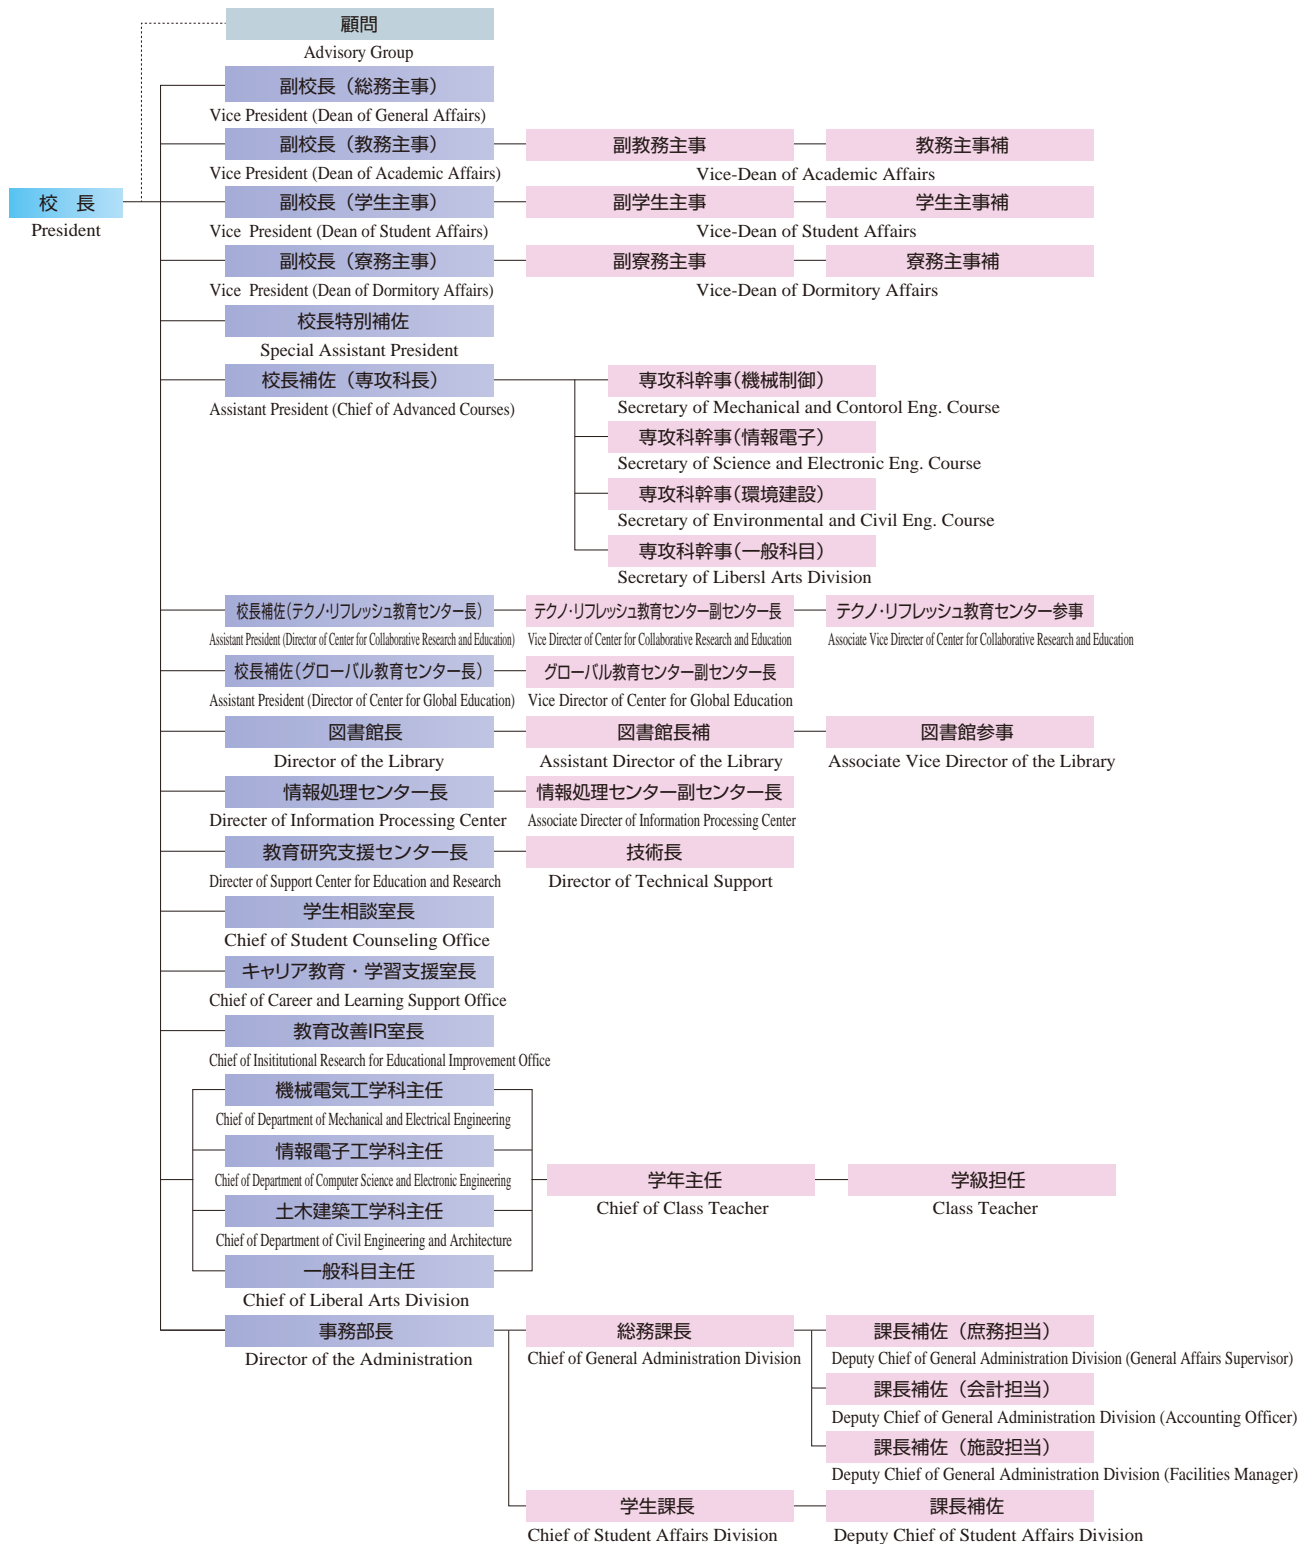 顧問
Advisory Group
副校長（総務主事）
Vice President (Dean of General Affairs)
副校長（教務主事）
Vice President (Dean of Academic Affairs)
副教務主事
教務主事補
Vice-Dean of Academic Affairs
校　長
President
副校長（学生主事）
Vice President (Dean of Student Affairs)
副学生主事
学生主事補
Vice-Dean of Student Affairs
副校長（寮務主事）
Vice President (Dean of Dormitory Affairs)
副寮務主事
寮務主事補
Vice-Dean of Dormitory Affairs
校長特別補佐
Special Assistant President
校長補佐（専攻科長）
Assistant President (Chief of Advanced Courses)
専攻科幹事（機械制御）
Secretary of Mechanical and Contorol Eng. Course
専攻科幹事（情報電子）
Secretary of Science and Electronic Eng. Course
専攻科幹事（環境建設）
Secretary of Environmental and Civil Eng. Course
専攻科幹事（一般科目）
Secretary of Libersl Arts Division
校長補佐（テクノ・リフレッシュ教育センター長）
Assistant President (Director of Center for Collaborative Research and Education)
テクノ・リフレッシュ教育センター副センター長
Vice Director of Center for Collaborative Research and Education
テクノ・リフレッシュ教育センター参事
Associate Vice Director of Center for Collaborative Research and Education
校長補佐（グローバル教育センター長）
Assistant President (Director of Center for Global Education)
グローバル教育センター副センター長
Vice Director of Center for Global Education
図書館長
Director of the Library
図書館長補
Assistant Director of the Library
図書館参事
Associate Vice Director of the Library
情報処理センター長
Directer of Information Processing Center
情報処理センター副センター長
Associate Director of Information Processing Center
教育研究支援センター長
Directer of Support Center for Education and Research
技術長
Director of Technical Support
学生相談室長
Chief of Student Counseling Office
キャリア教育・学習支援室長
Chief of Career and Learning Support Office
教育改善IR室長
Chief of Insititutional Research for Educational Improvement Office
機械電気工学科主任
Chief of Department of Mechanical and Electrical Engineering
情報電子工学科主任
Chief of Department of Computer Science and Electronic Engineering
土木建築工学科主任
Chief of Department of Civil Engineering and Architecture
一般科目主任
Chief of Liberal Arts Division
学年主任
Chief of Class Teacher
学級担任
Class Teacher
事務部長
Director of the Administration
総務課長
Chief of General Administration Division
課長補佐（庶務担当）
Deputy Chief of General Administration Division (General Affairs Supervisor)
課長補佐（会計担当）
Deputy Chief of General Administration Division (Accounting Officer)
課長補佐（施設担当）
Deputy Chief of General Administration Division (Facilities Manager)
学生課長
Chief of Student Affairs Division
課長補佐
Deputy Chief of Student Affairs Division